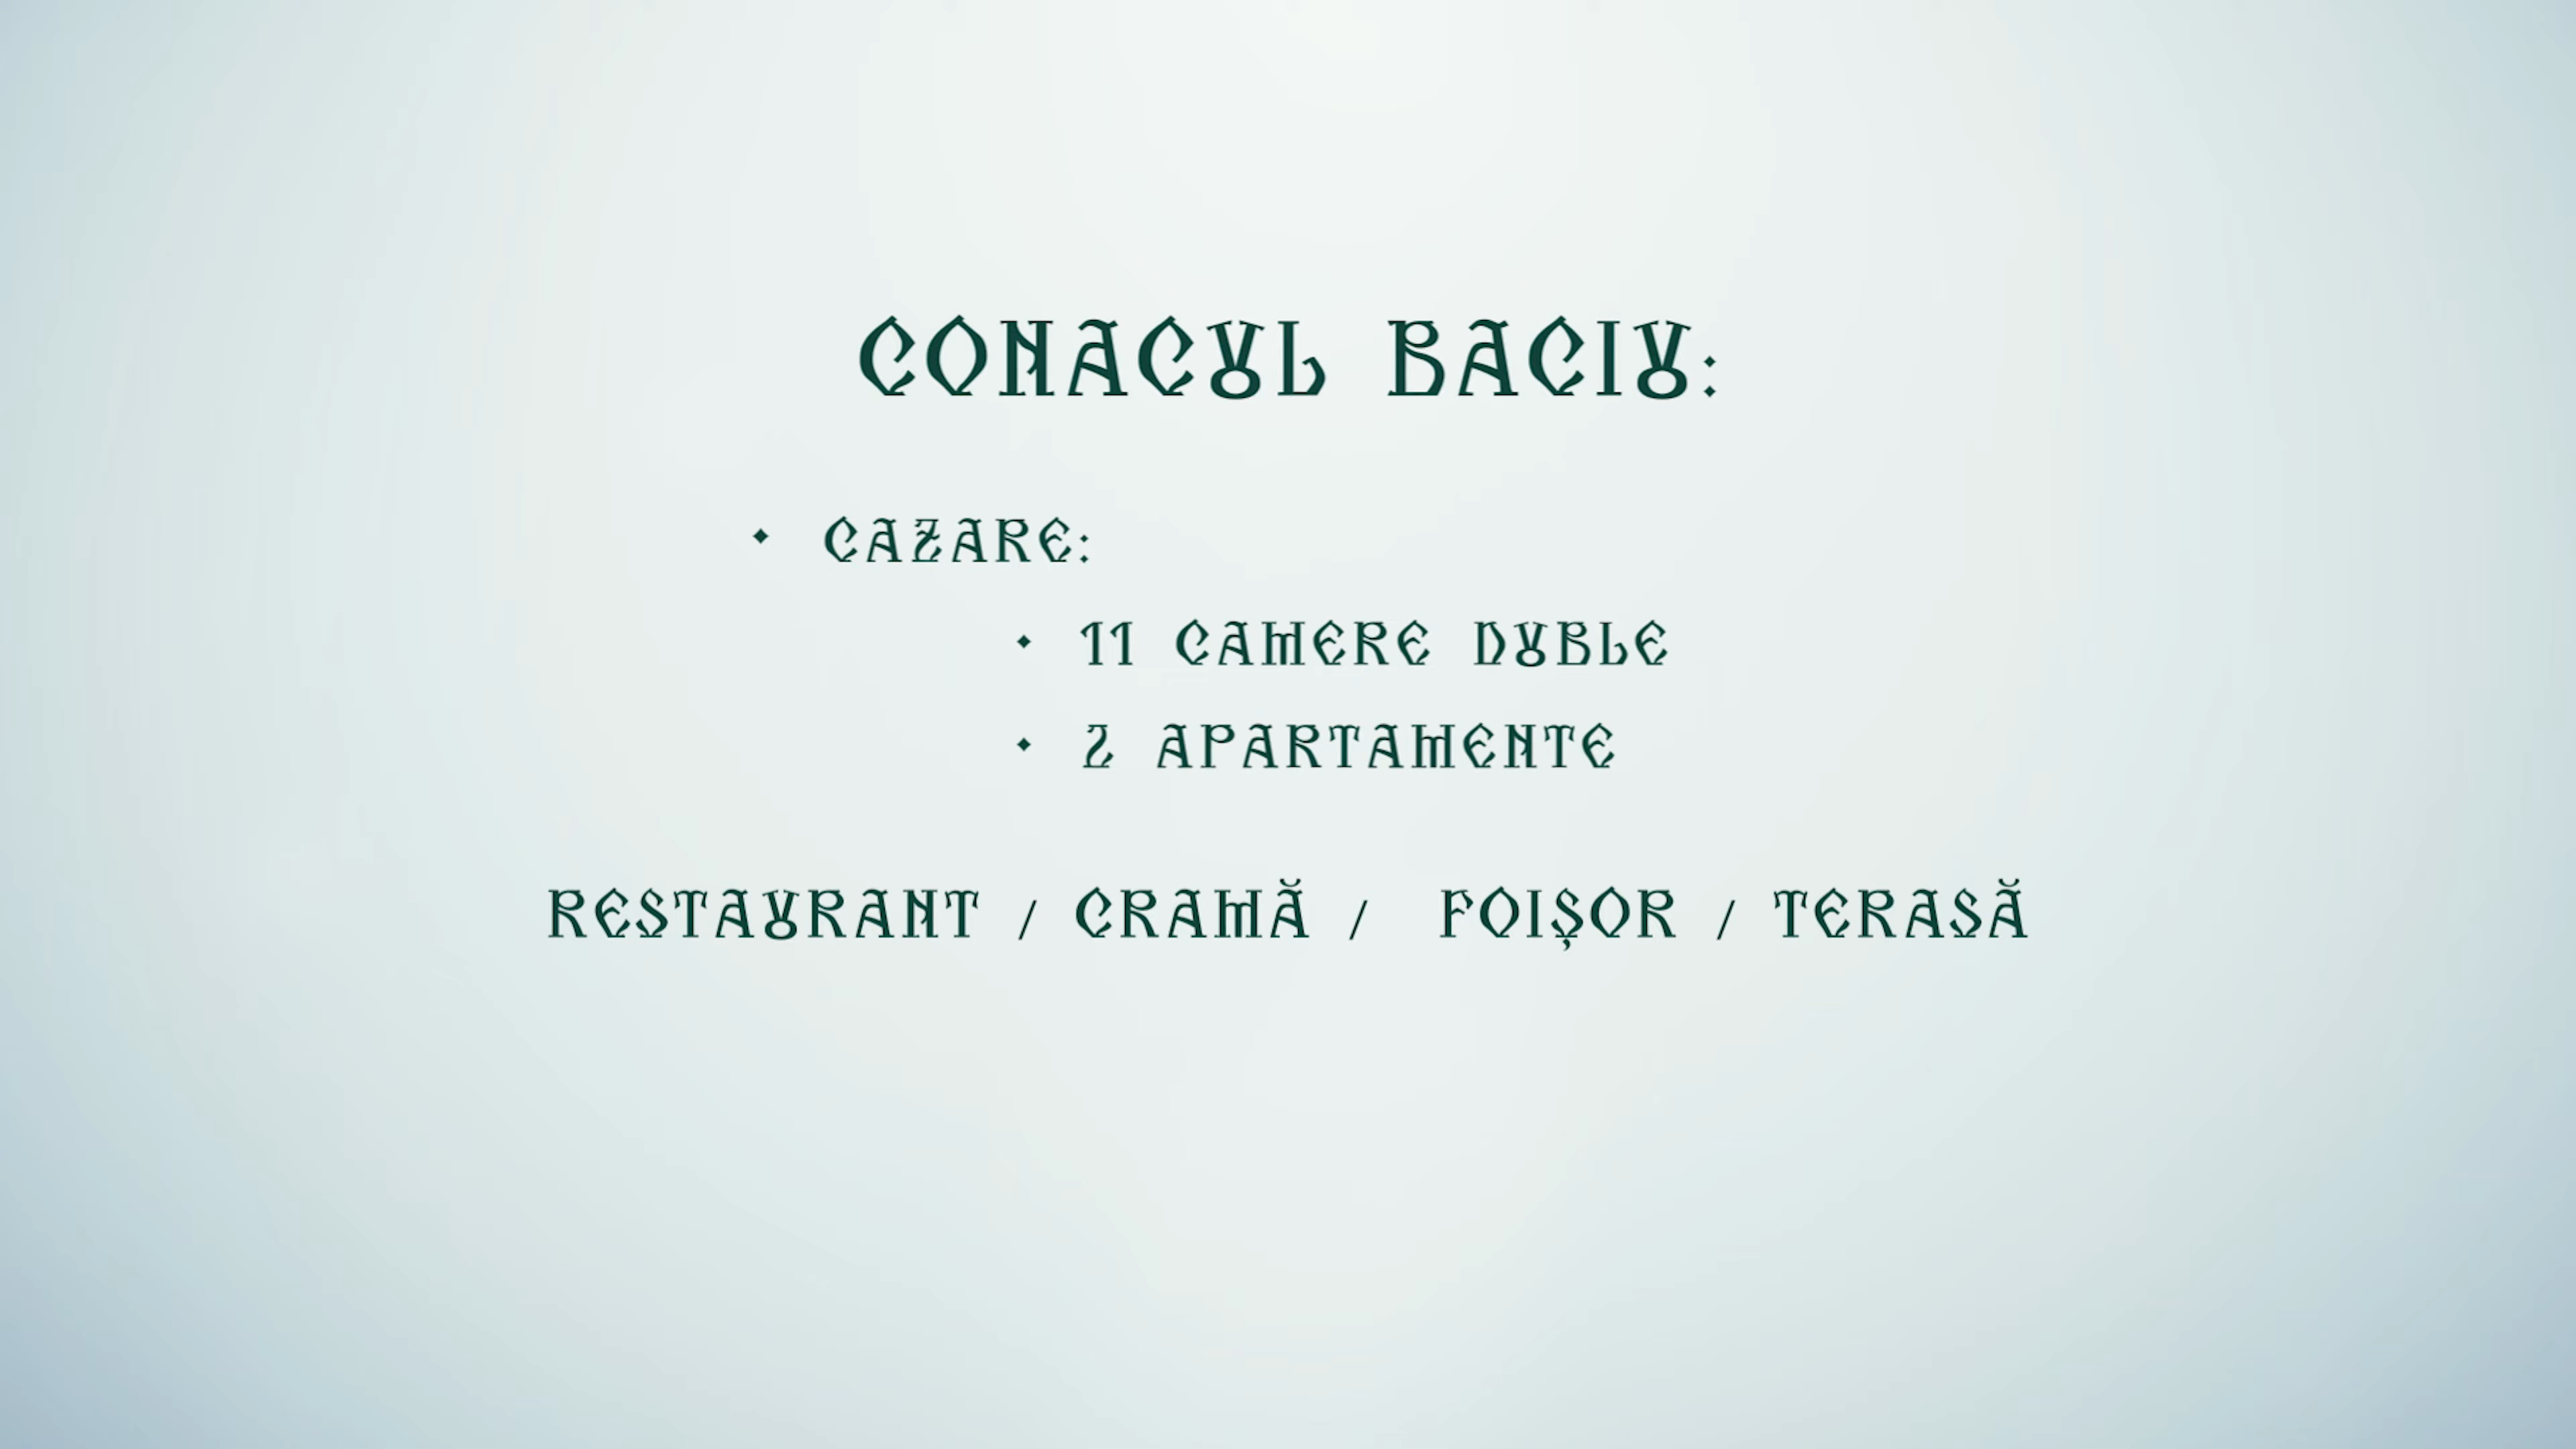 CONACUL BACIU:
• CAZARE:
• 11 CAMERE DUBLE
• 2 APARTAMENTE
RESTAURANT / CRAMĂ / FOIȘOR / TERASĂ